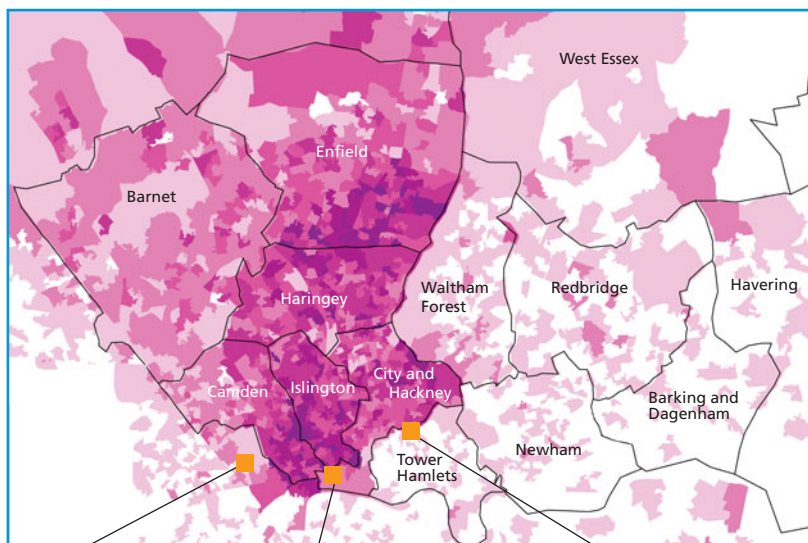 West Essex
Enfield
Barnet
Haringey
Waltham
Forest
Redbridge
Havering
Camden
Islington
City and
Hackney
Barking and
Dagenham
Newham
Tower
Hamlets